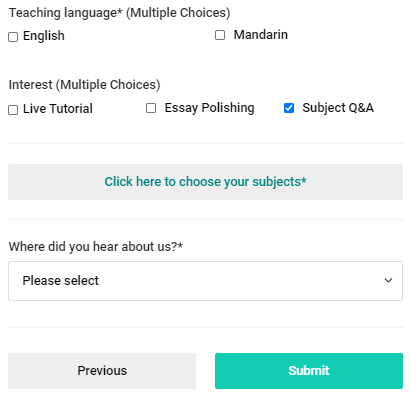 Teaching language* (Multiple Choices)
English Mandarin
Interest (Multiple Choices)
Live Tutorial Essay Polishing Subject Q&A
Click here to choose your subjects*
Where did you hear about us?*
Please select
Previous Submit